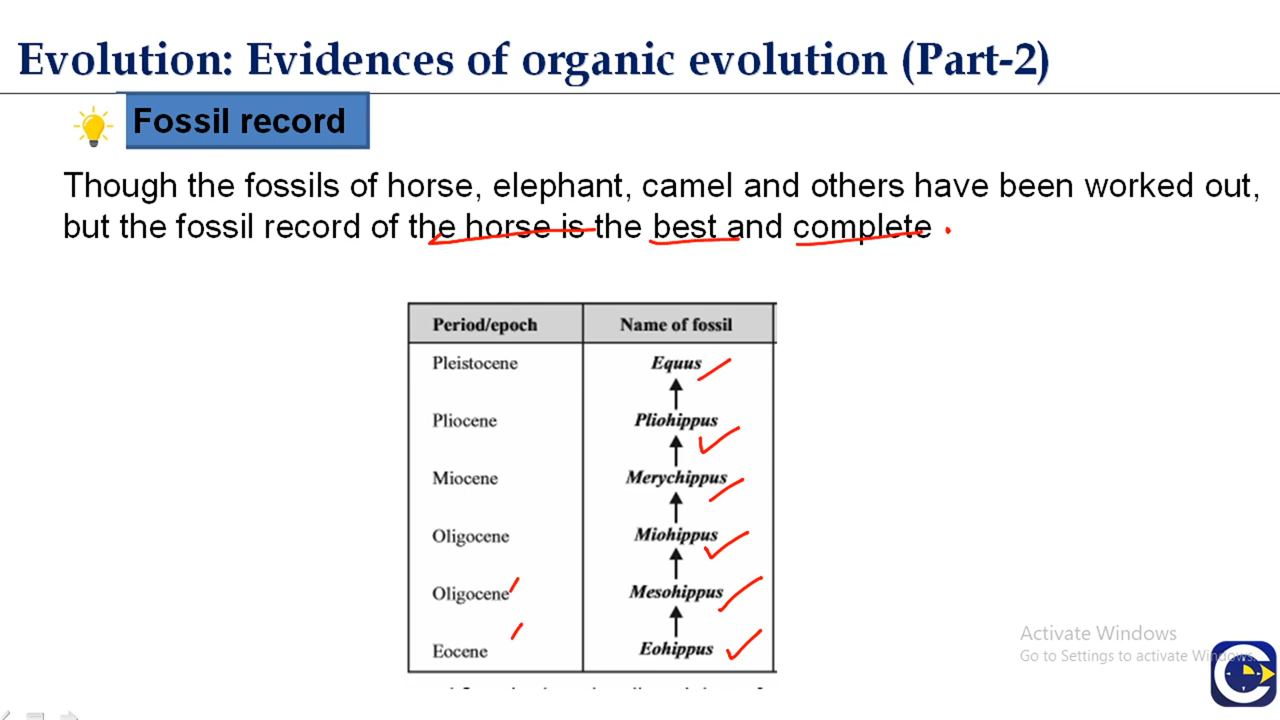 Evolution: Evidences of organic evolution (Part-2)
Fossil record
Though the fossils of horse, elephant, camel and others have been worked out,
but the fossil record of the horse is the best and complete
Period/epoch Name of fossil
Pleistocene Equus
Pliocene Pliohippus
Miocene Merychippus
Oligocene Miohippus
Oligocene Mesohippus
Eocene Eohippus
Activate Windows
Go to Settings to activate Windows.